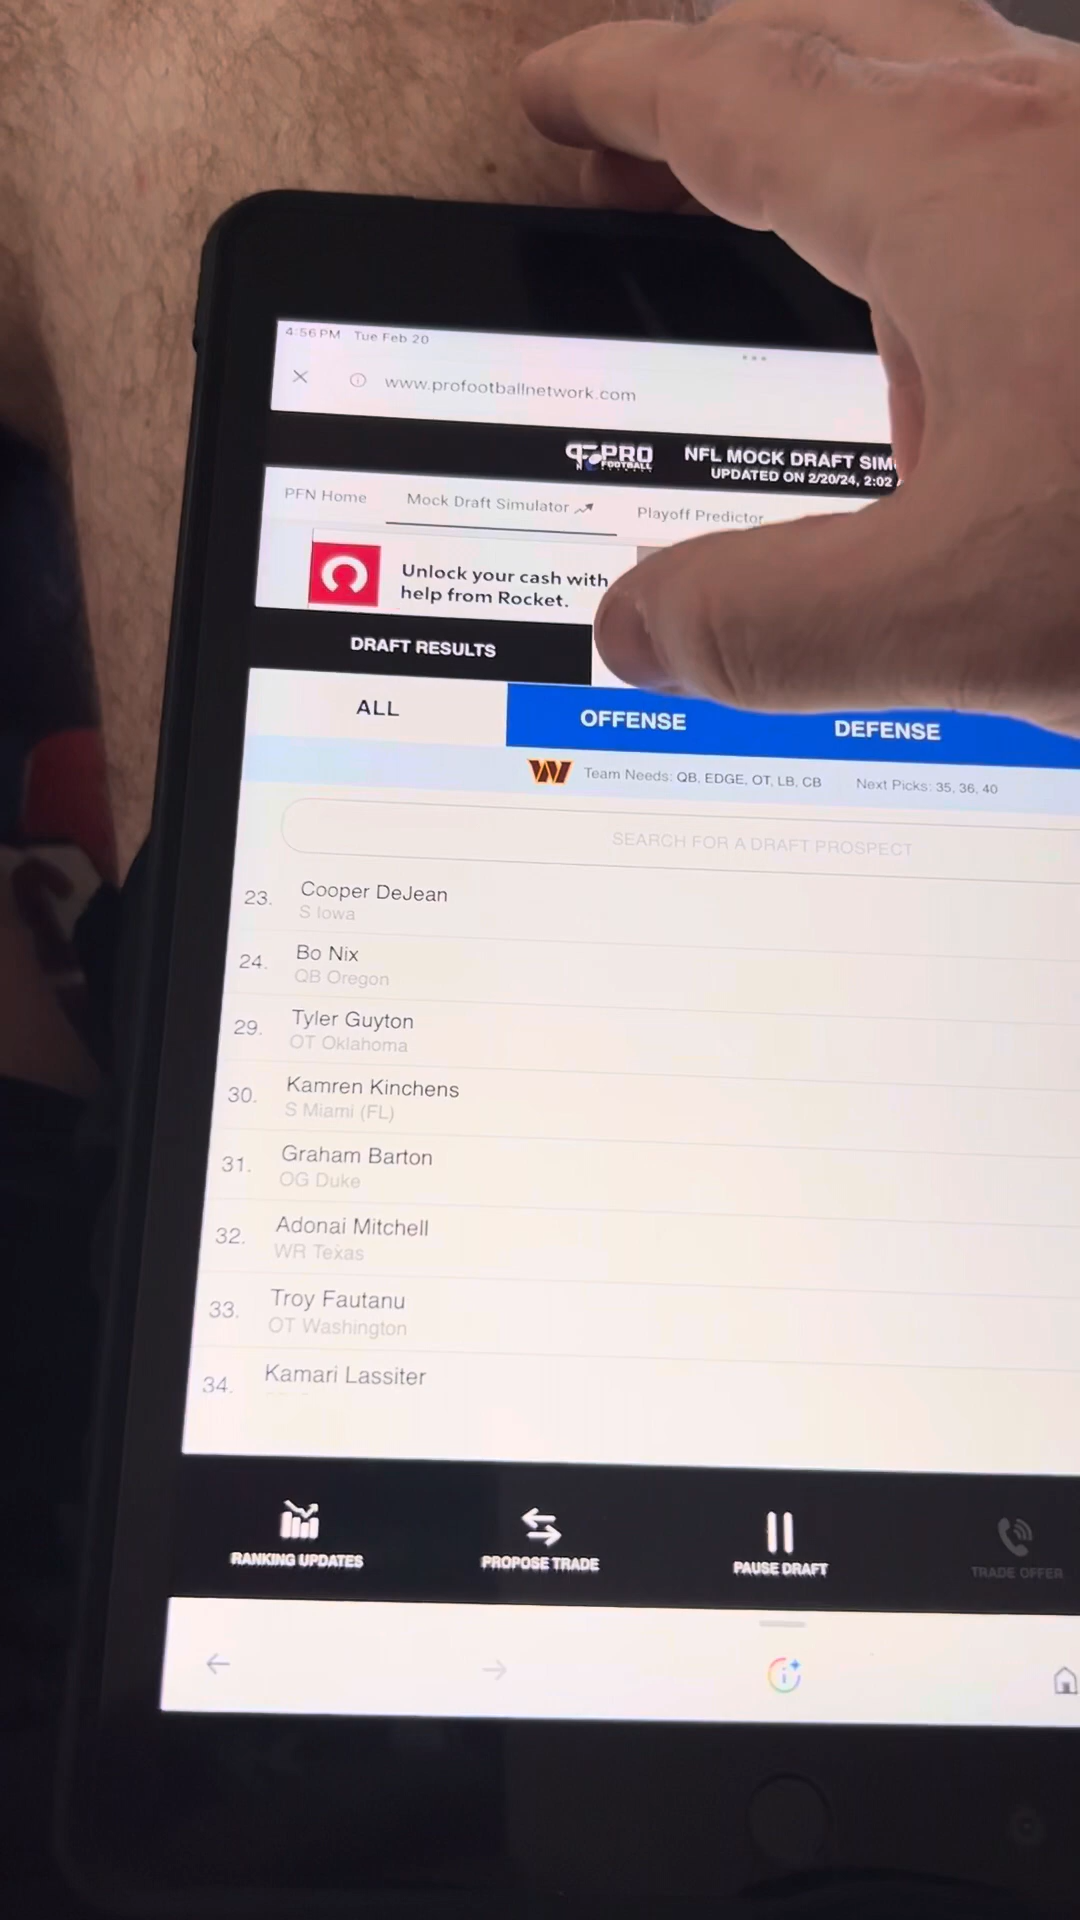 4:56 PM Tue Feb 20
www.profootballnetwork.com
PRO FOOTBALL
NFL MOCK DRAFT
UPDATED ON 2/20/24, 2:02
PFN Home Mock Draft Simulator Playoff Predictor
Unlock your cash with
help from Rocket.
DRAFT RESULTS
ALL OFFENSE DEFENSE
W Team Needs: QB, EDGE, OT, LB, CB Next Picks: 35, 36, 40
SEARCH FOR A DRAFT PROSPECT
23. Cooper DeJean
S Iowa
24. Bo Nix
QB Oregon
29. Tyler Guyton
OT Oklahoma
30. Kamren Kinchens
S Miami (FL)
31. Graham Barton
OG Duke
32. Adonai Mitchell
WR Texas
33. Troy Fautanu
OT Washington
34. Kamari Lassiter
RANKING UPDATES PROPOSE TRADE PAUSE DRAFT TRADE OFFER